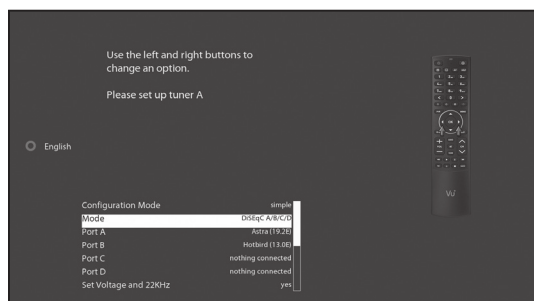 Use the left and right buttons to
change an option.
Please set up tuner A
English
Configuration Mode simple
Mode DiSEqC A/B/C/D
Port A Astra (19.2E)
Port B Hotbird (13.0E)
Port C nothing connected
Port D nothing connected
Set Voltage and 22KHz yes